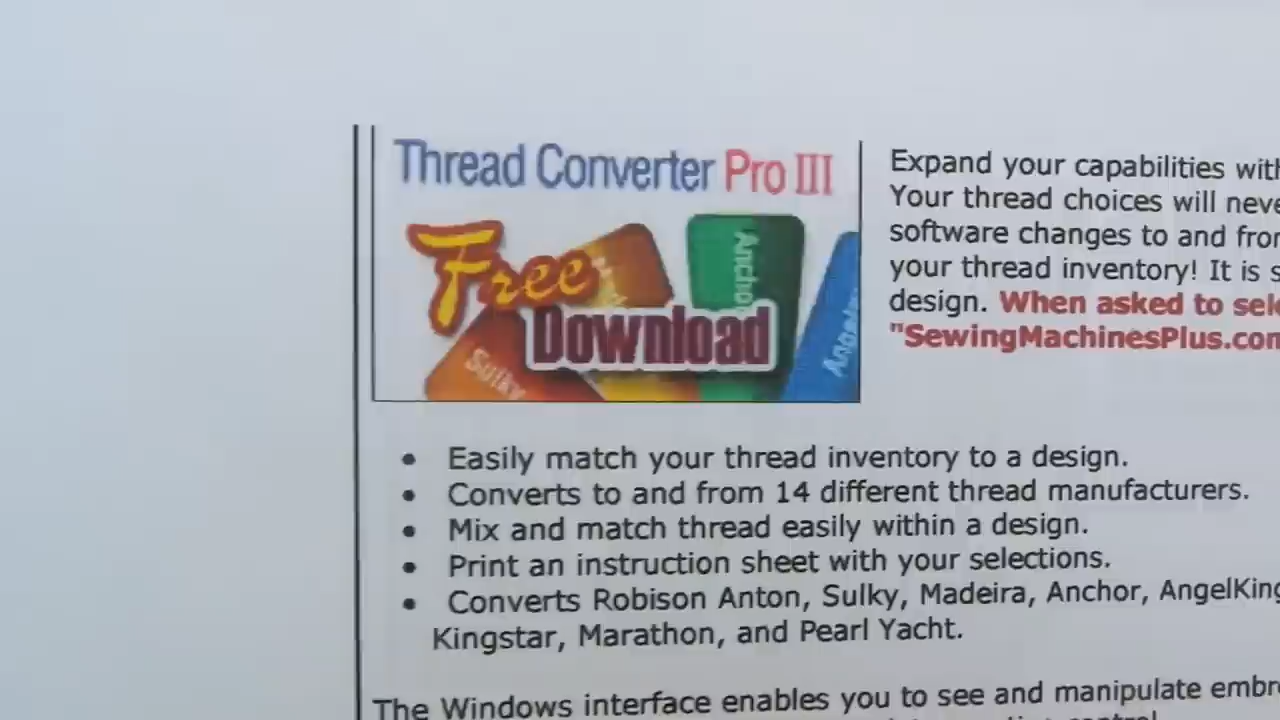 Thread Converter Pro III
Free
Download
Sulky
Anchor
Expand your capabilities with
Your thread choices will neve
software changes to and from
your thread inventory! It is s
design. When asked to sele
"SewingMachinesPlus.com
• Easily match your thread inventory to a design.
• Converts to and from 14 different thread manufacturers.
• Mix and match thread easily within a design.
• Print an instruction sheet with your selections.
• Converts Robison Anton, Sulky, Madeira, Anchor, AngelKing
Kingstar, Marathon, and Pearl Yacht.
The Windows interface enables you to see and manipulate embr